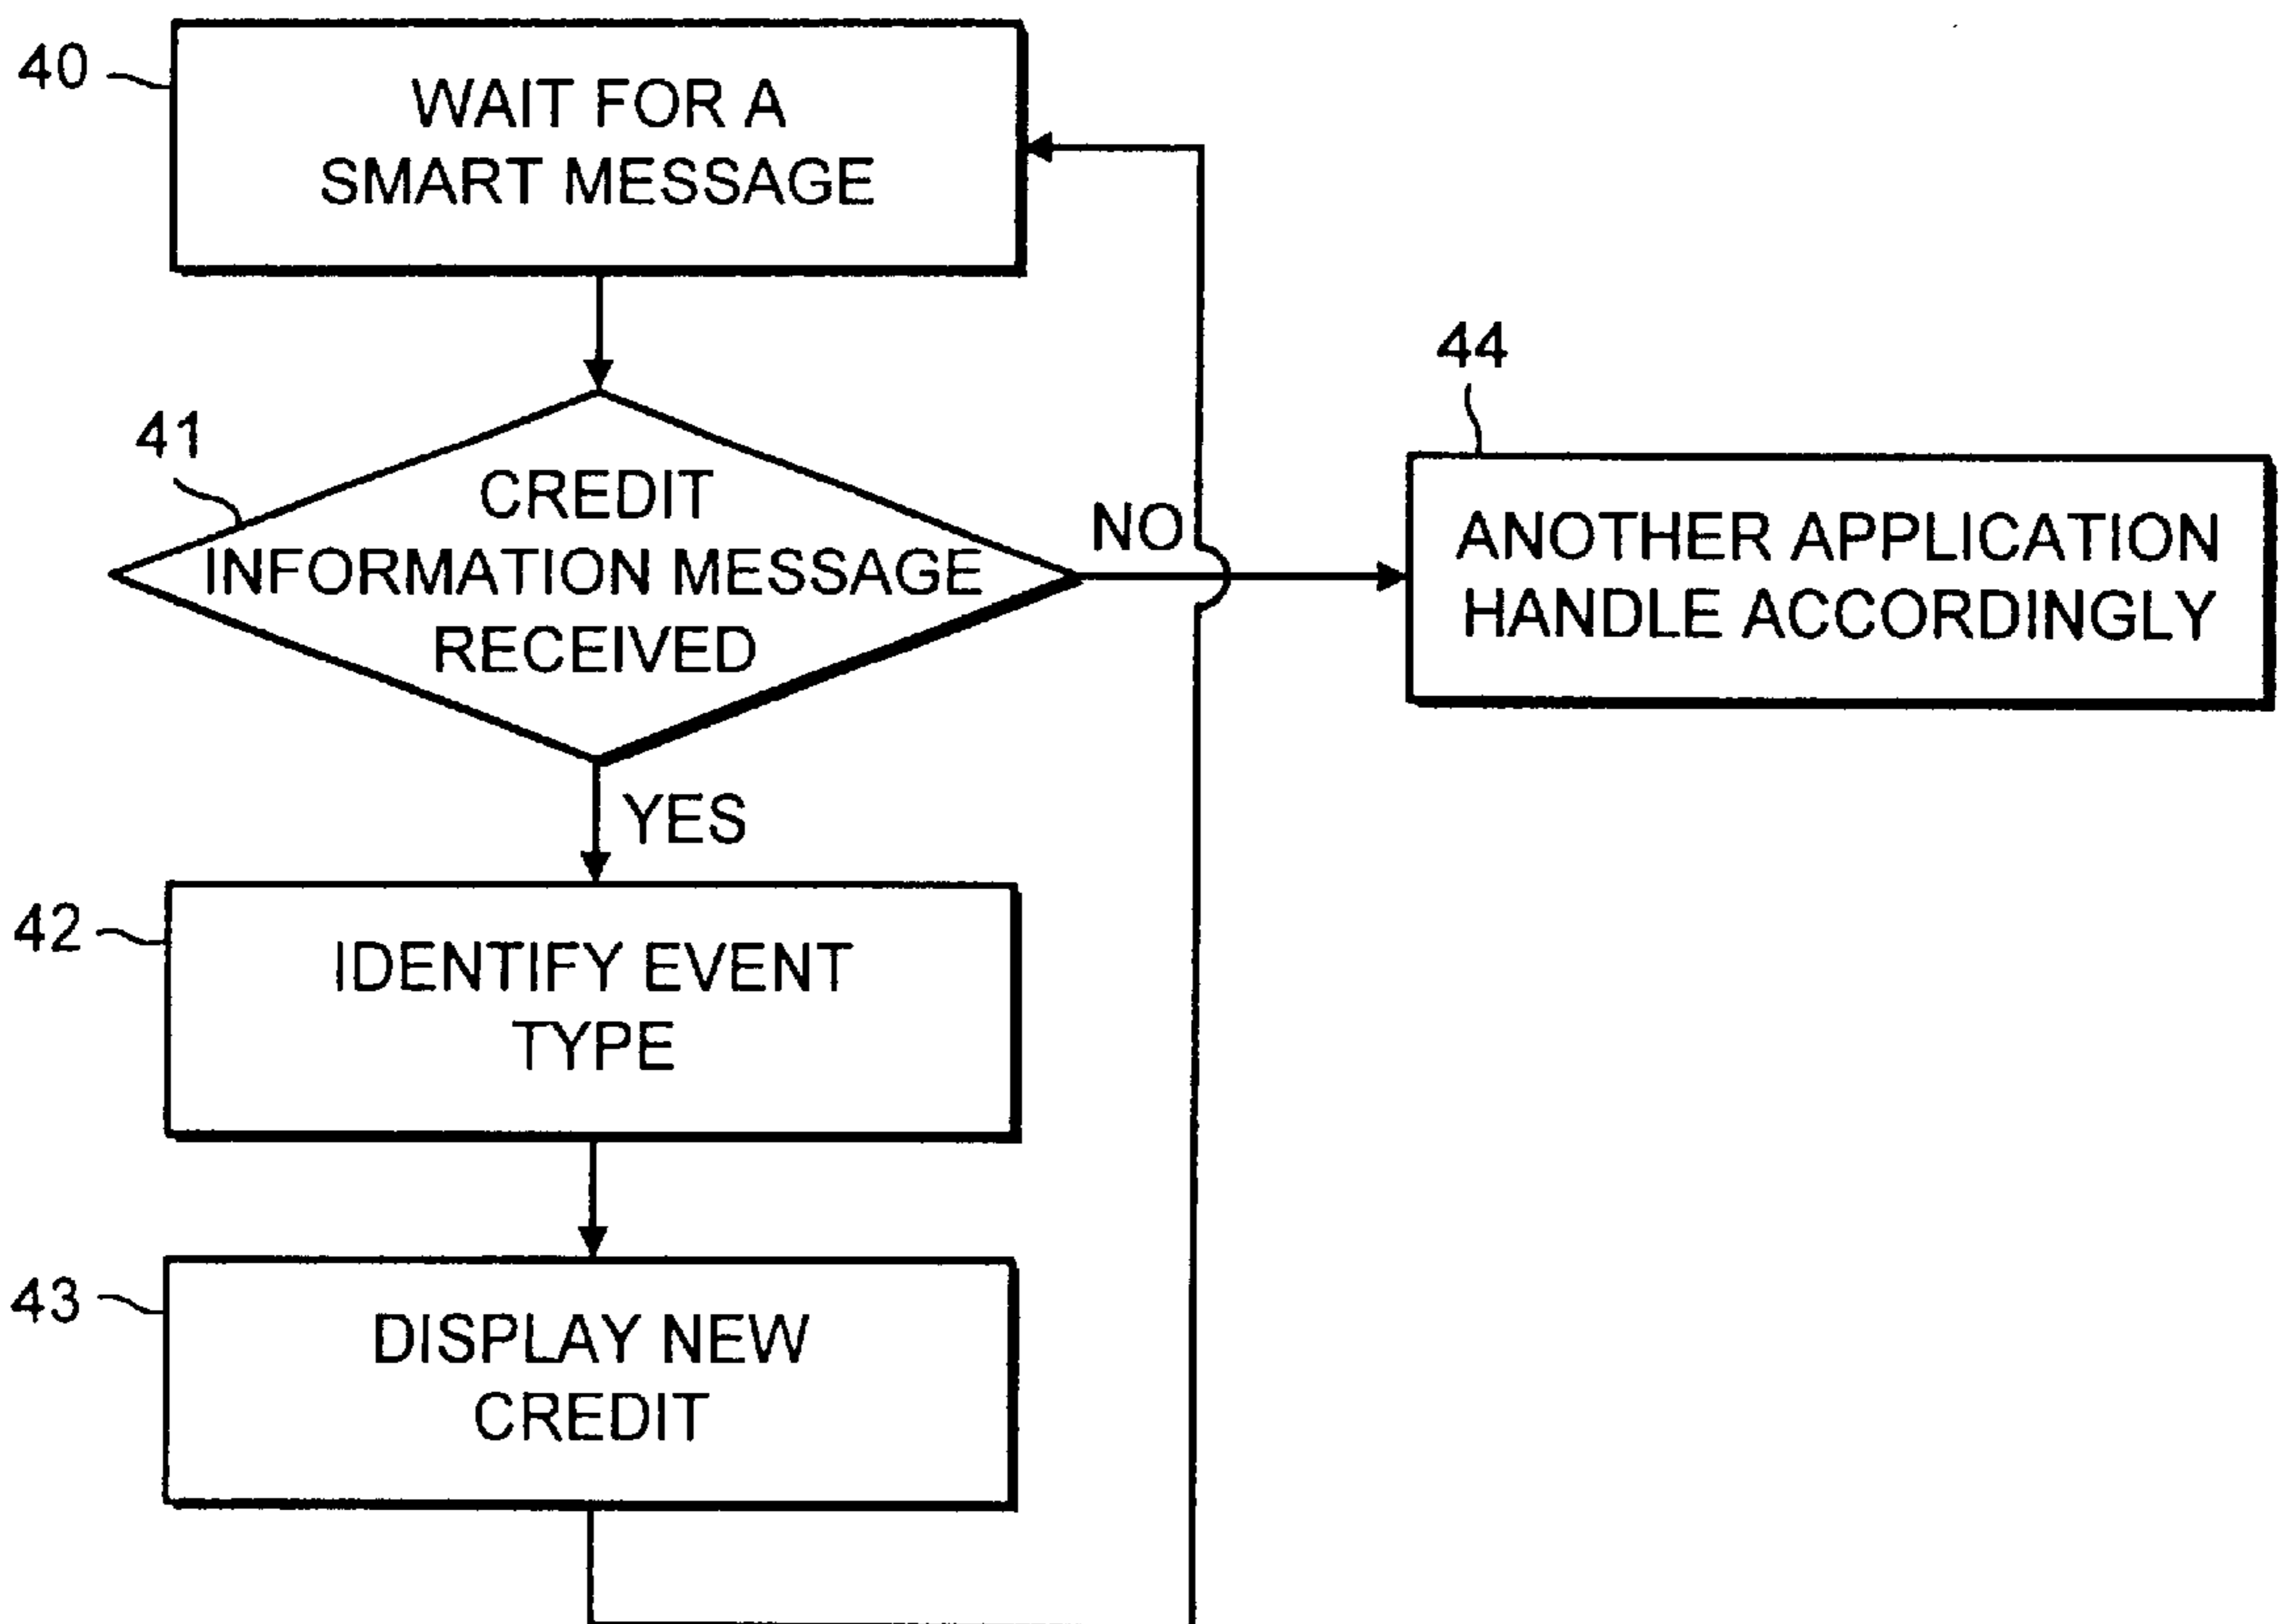 40
WAIT FOR A
SMART MESSAGE
41
CREDIT
INFORMATION MESSAGE
RECEIVED
NO
44
ANOTHER APPLICATION
HANDLE ACCORDINGLY
YES
42
IDENTIFY EVENT
TYPE
43
DISPLAY NEW
CREDIT